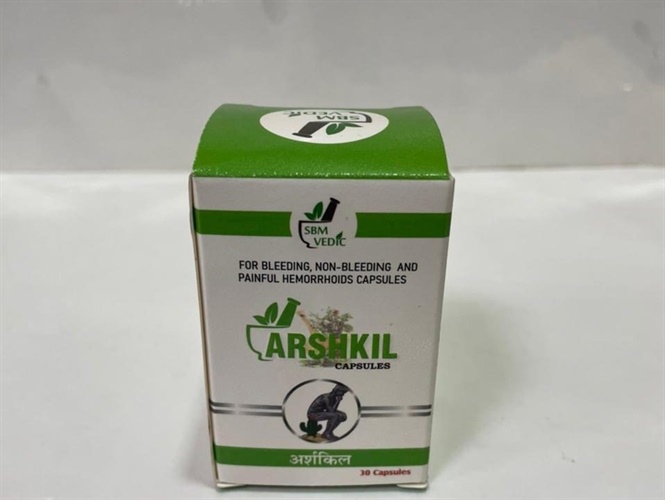 SBM
VEDIC
SBM
VEDIC
FOR BLEEDING, NON-BLEEDING AND
PAINFUL HEMORRHOIDS CAPSULES
ARSHKIL
CAPSULES
अर्शकिल
30 Capsules